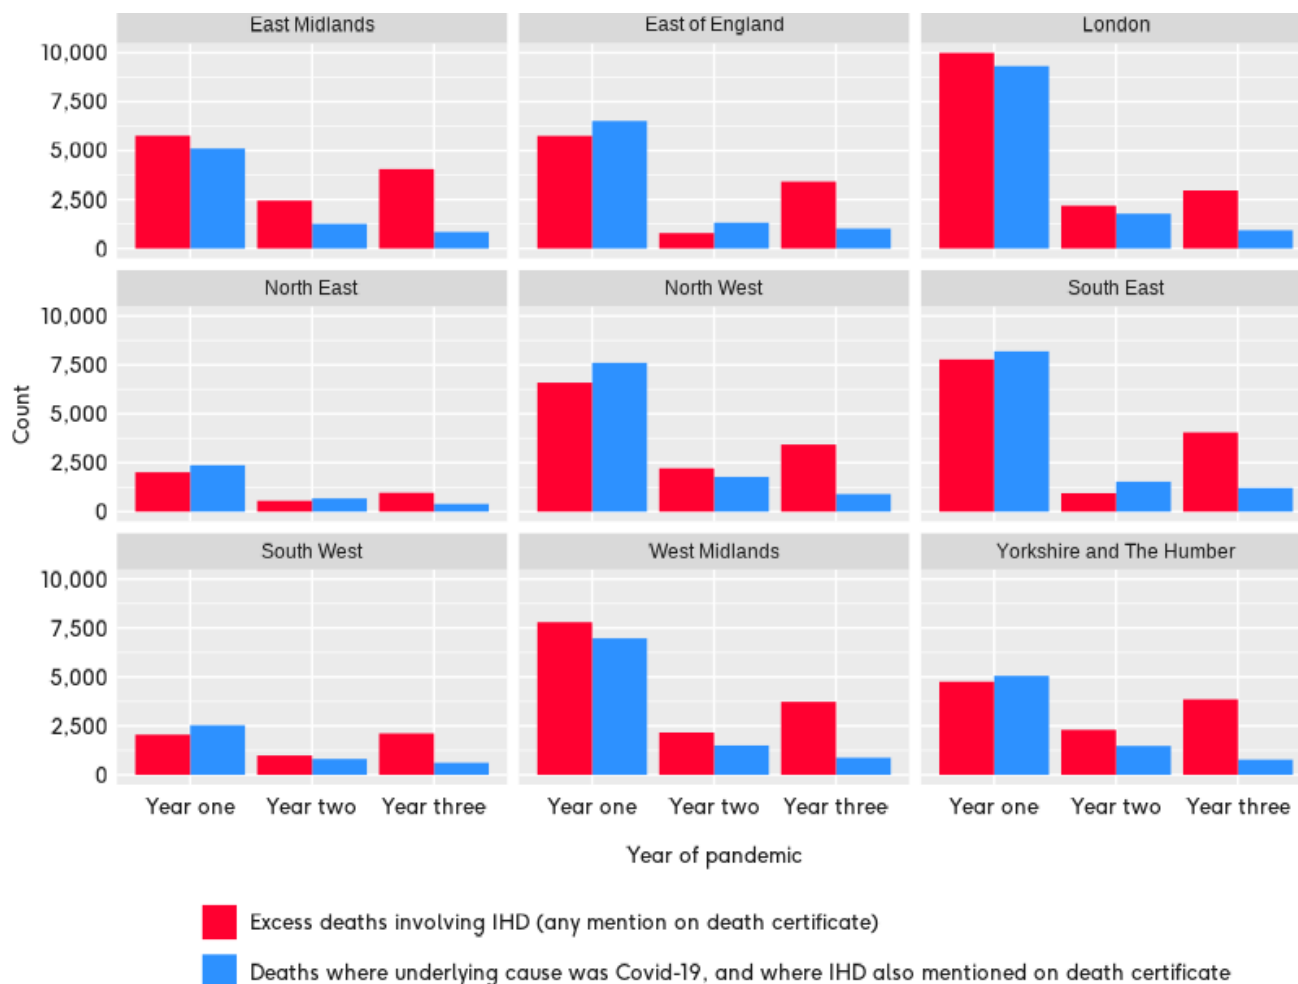 East Midlands East of England London
10,000
7,500
5,000
2,500
0
North East North West South East
10,000
7,500
5,000
2,500
0
Count
South West West Midlands Yorkshire and The Humber
10,000
7,500
5,000
2,500
0
Year one Year two Year three Year one Year two Year three Year one Year two Year three
Year of pandemic
Excess deaths involving IHD (any mention on death certificate)
Deaths where underlying cause was Covid-19, and where IHD also mentioned on death certificate